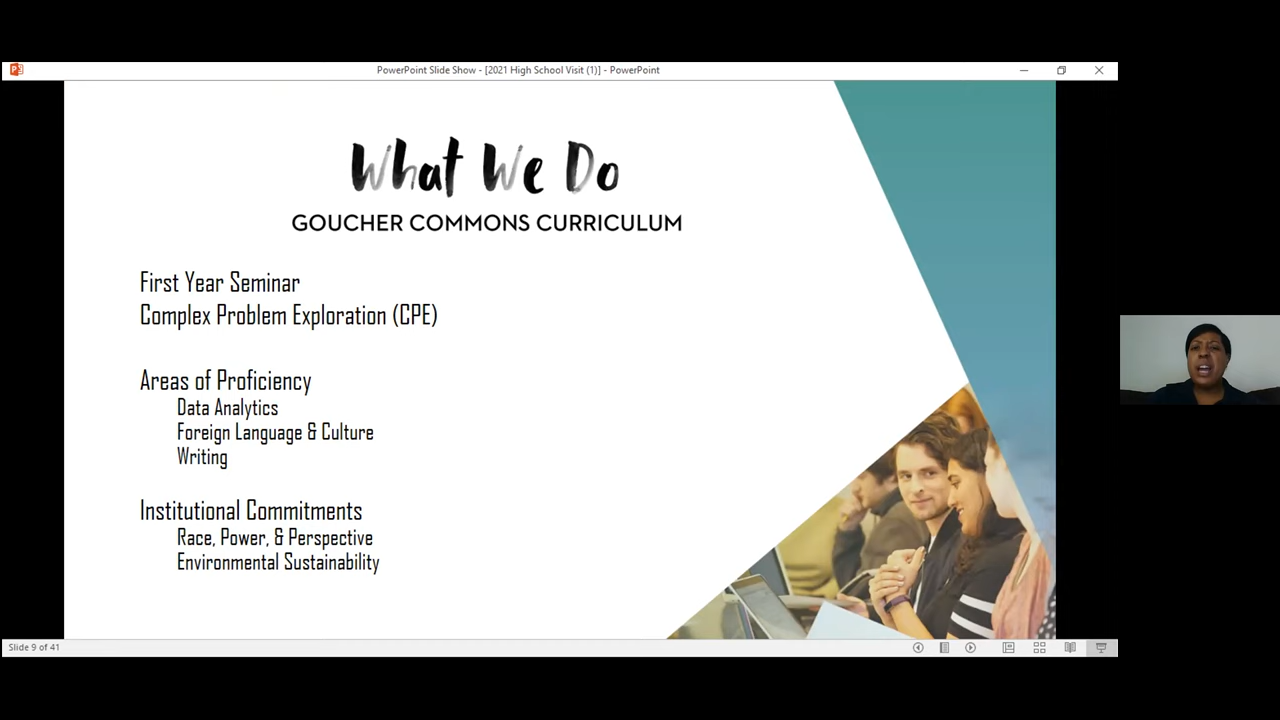 PowerPoint Slide Show - [2021 High School Visit (1)] - PowerPoint
What We Do
GOUCHER COMMONS CURRICULUM
First Year Seminar
Complex Problem Exploration (CPE)
Areas of Proficiency
Data Analytics
Foreign Language & Culture
Writing
Institutional Commitments
Race, Power, & Perspective
Environmental Sustainability
Slide 9 of 41